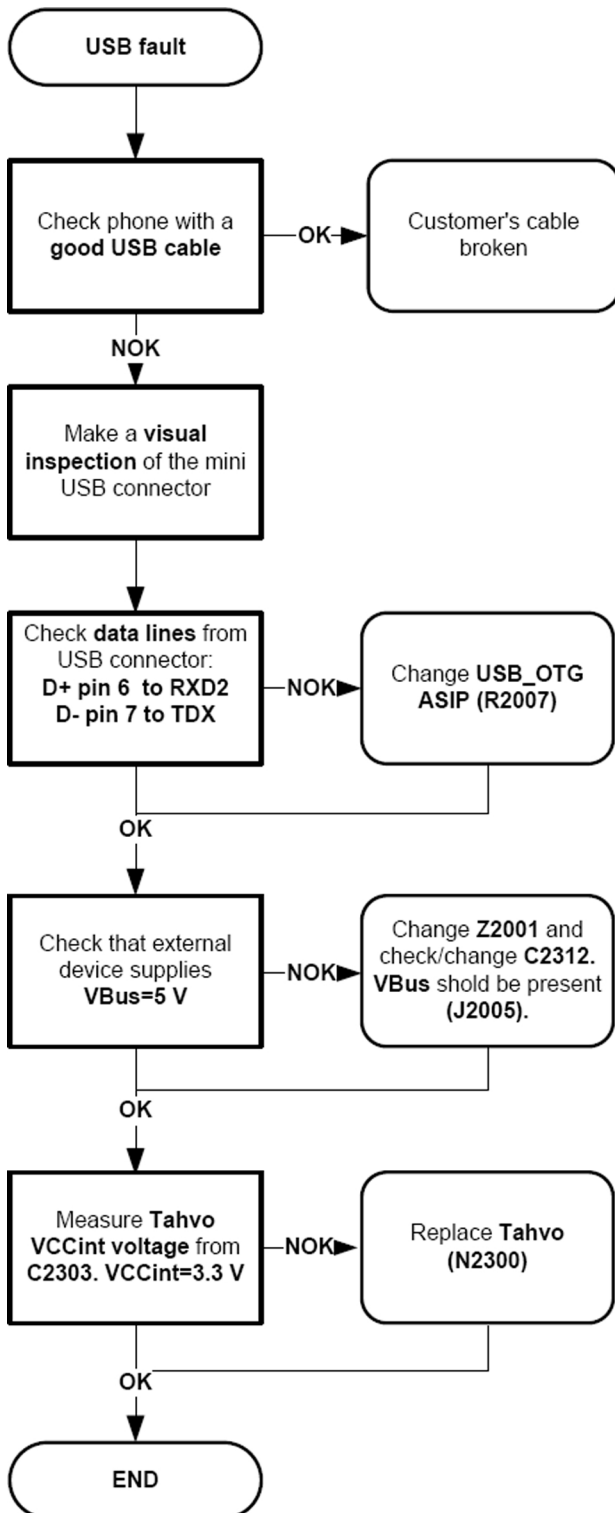 USB fault
Check phone with a
good USB cable
OK
Customer's cable
broken
NOK
Make a visual
inspection of the mini
USB connector
Check data lines from
USB connector:
D+ pin 6 to RXD2
D- pin 7 to TDX
NOK
Change USB_OTG
ASIP (R2007)
OK
Check that external
device supplies
VBus=5 V
NOK
Change Z2001 and
check/change C2312.
VBus shold be present
(J2005).
OK
Measure Tahvo
VCCint voltage from
C2303. VCCint=3.3 V
NOK
Replace Tahvo
(N2300)
OK
END